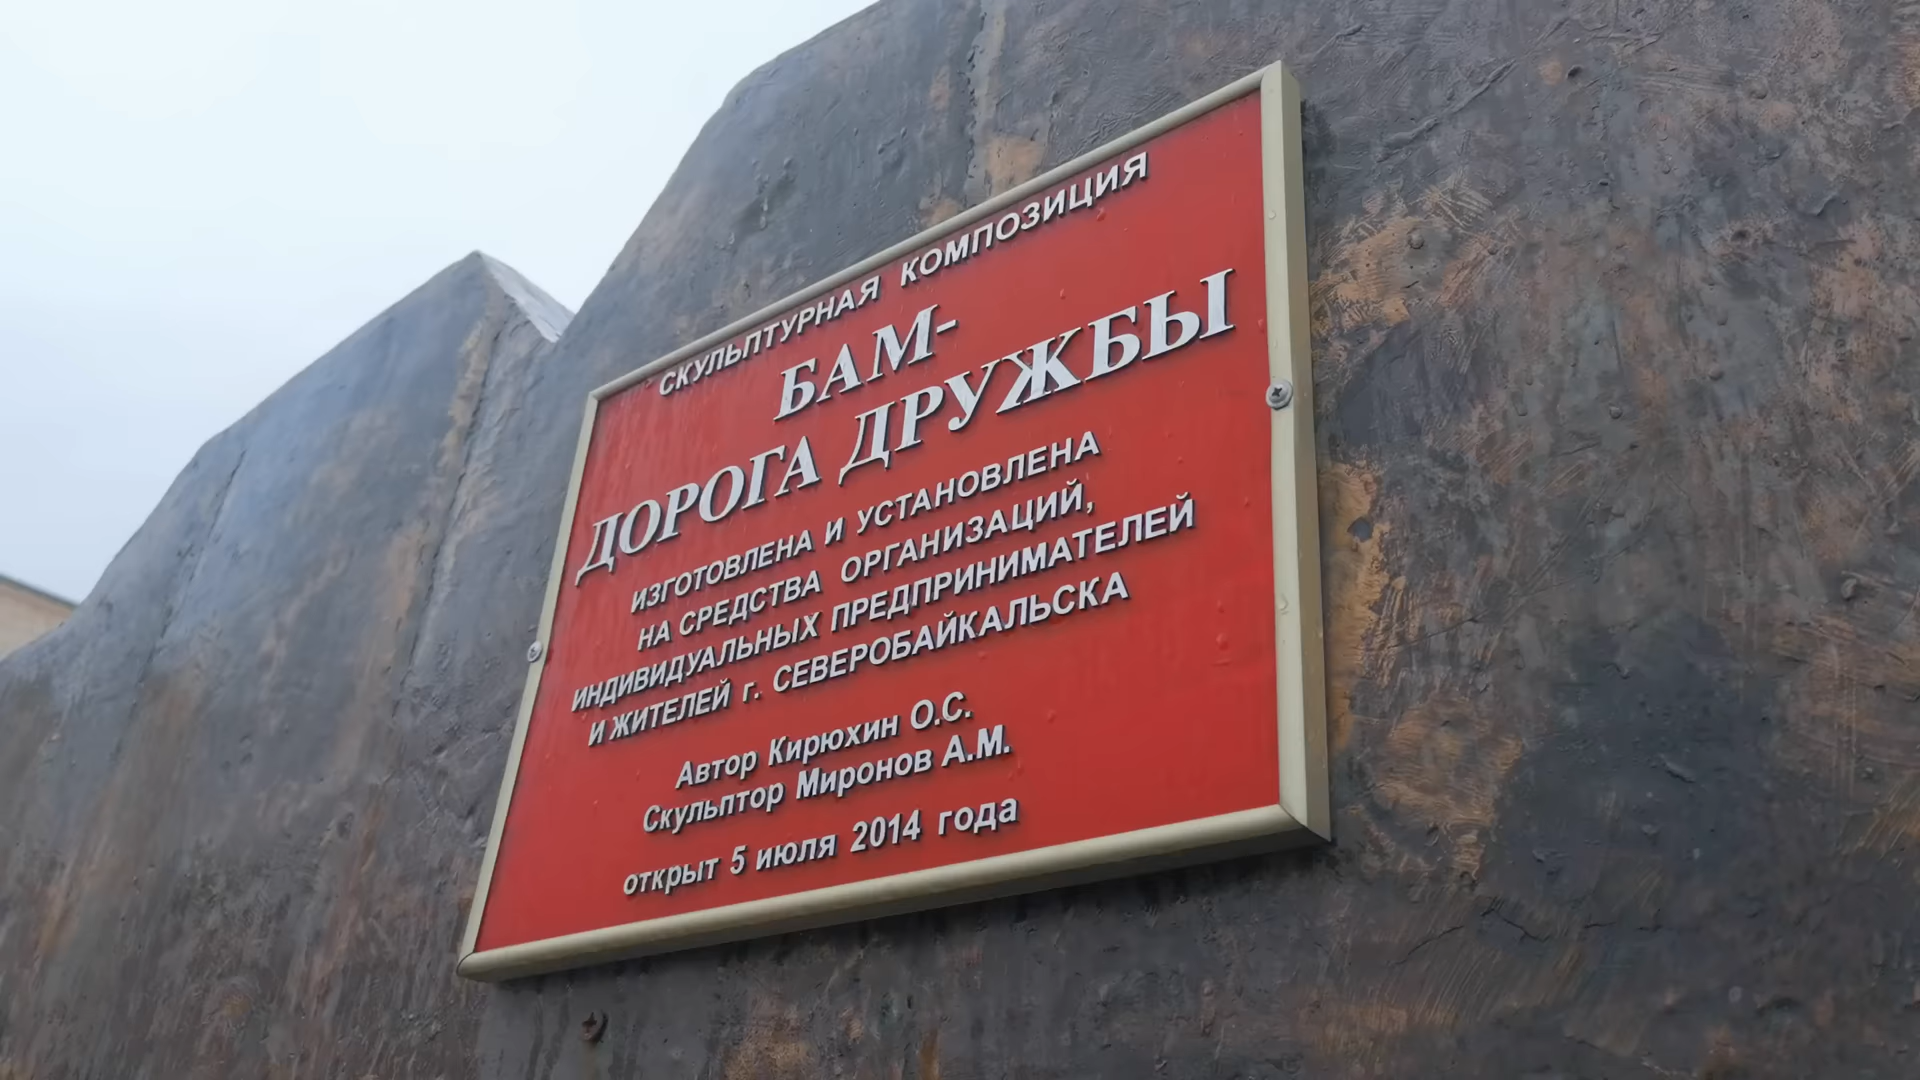 СКУЛЬПТУРНАЯ КОМПОЗИЦИЯ
БАМ-
ДОРОГА ДРУЖБЫ
ИЗГОТОВЛЕНА И УСТАНОВЛЕНА
НА СРЕДСТВА ОРГАНИЗАЦИЙ,
ИНДИВИДУАЛЬНЫХ ПРЕДПРИНИМАТЕЛЕЙ
И ЖИТЕЛЕЙ г. СЕВЕРОБАЙКАЛЬСКА
Автор Кирюхин О.С.
Скульптор Миронов А.М.
открыт 5 июля 2014 года